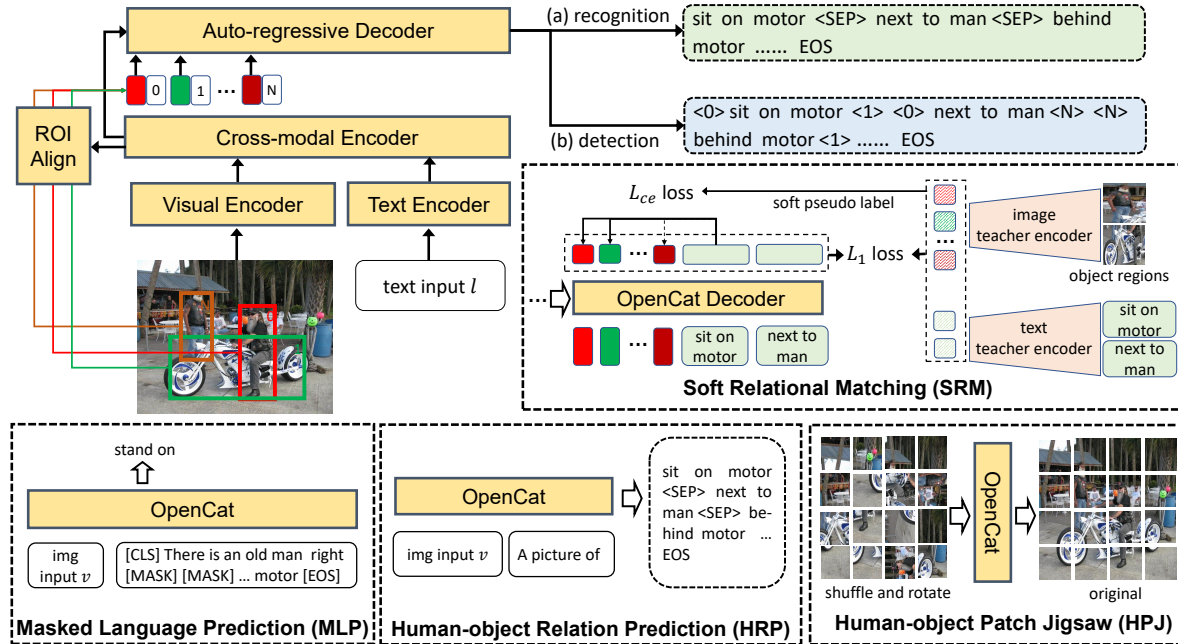 (a) recognition
sit on motor <SEP> next to man <SEP> behind
motor ...... EOS
Auto-regressive Decoder
0
1
...
N
ROI
Align
Cross-modal Encoder
<0> sit on motor <1> <0> next to man <N> <N>
behind motor <1> ...... EOS
(b) detection
Visual Encoder
Text Encoder
text input l
L_ce loss
soft pseudo label
image
teacher encoder
object regions
...
...
L_1 loss
...
OpenCat Decoder
...
sit on
motor
next to
man
text
teacher encoder
sit on
motor
next to
man
Soft Relational Matching (SRM)
stand on
OpenCat
img
input v
[CLS] There is an old man right
[MASK] [MASK] ... motor [EOS]
Masked Language Prediction (MLP)
OpenCat
img input v
A picture of
sit on motor
<SEP> next to
man <SEP> be-
hind motor ...
EOS
Human-object Relation Prediction (HRP)
OpenCat
shuffle and rotate
original
Human-object Patch Jigsaw (HPJ)